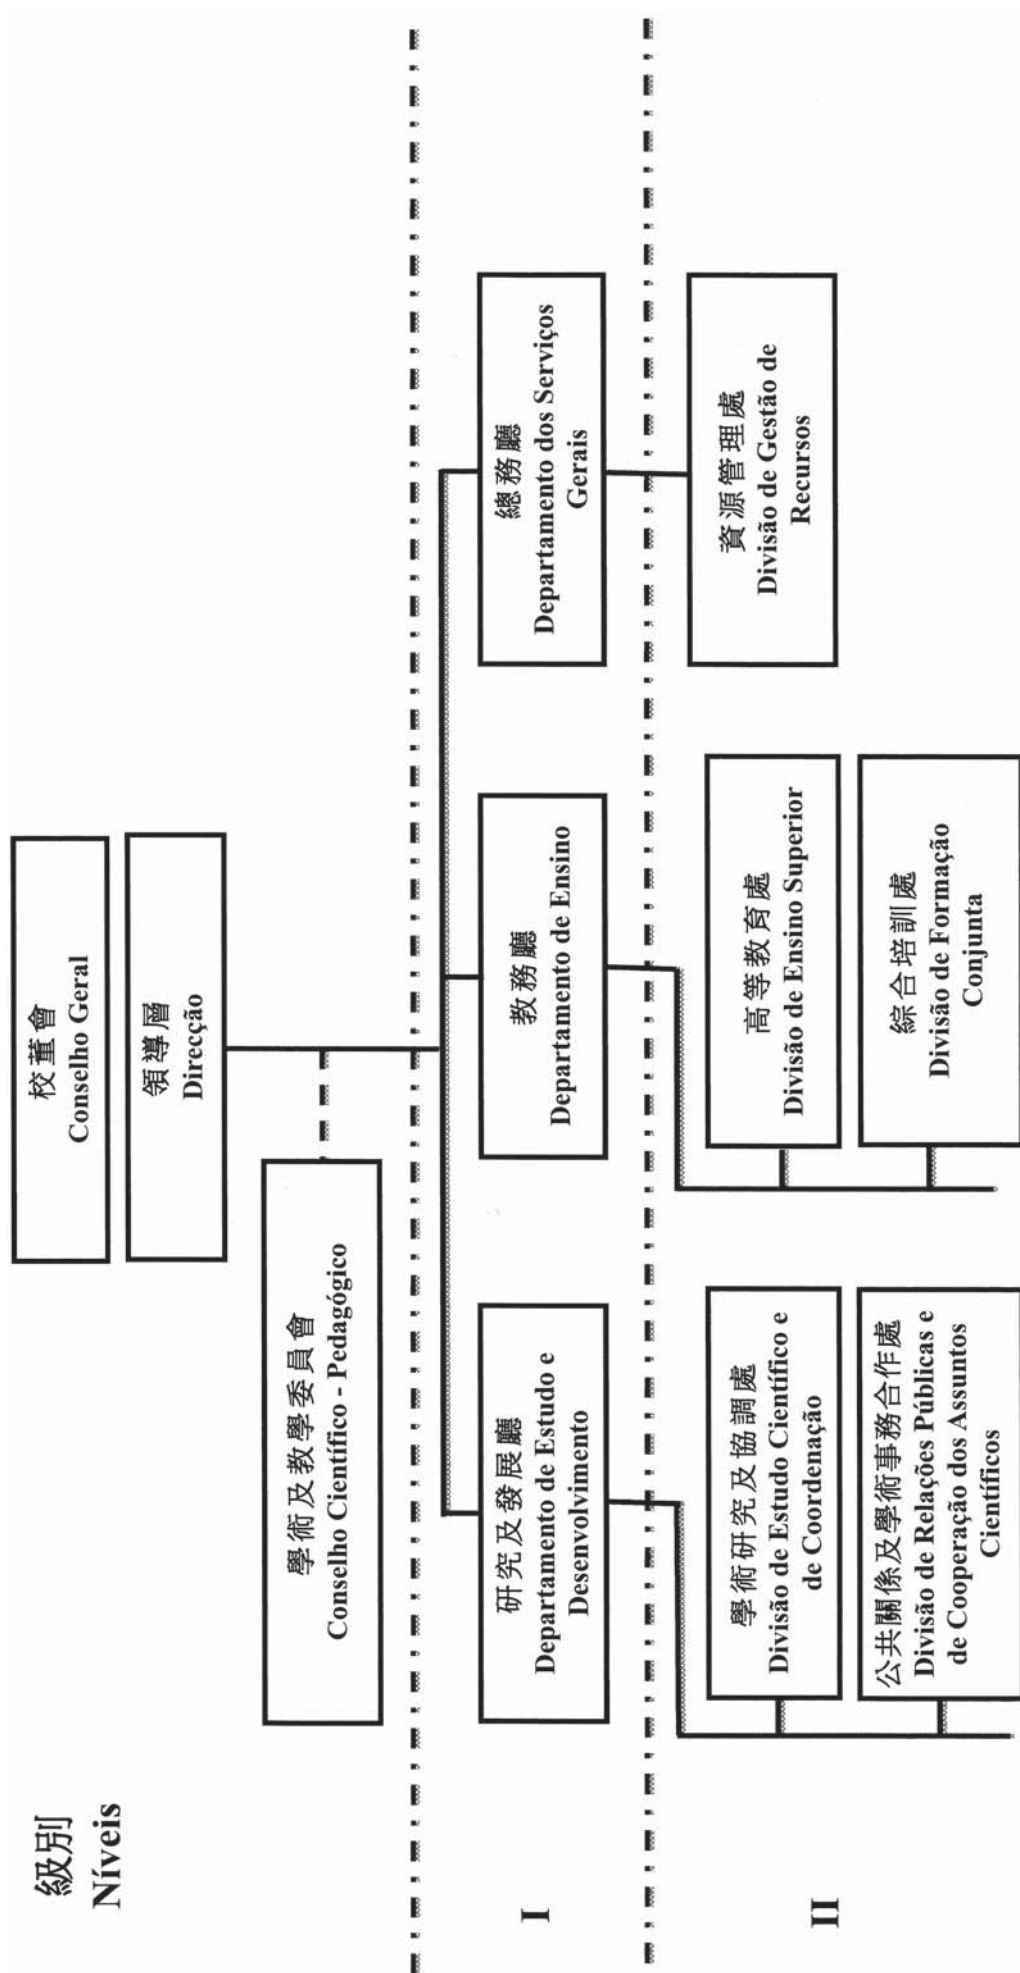 級別
Níveis
校董會
Conselho Geral
領導層
Direcção
學術及教學委員會
Conselho Científico - Pedagógico
I
研究及發展廳
Departamento de Estudo e
Desenvolvimento
教務廳
Departamento de Ensino
總務廳
Departamento dos Serviços
Gerais
II
學術研究及協調處
Divisão de Estudo Científico e
de Coordenação
公共關係及學術事務合作處
Divisão de Relações Públicas e
de Cooperação dos Assuntos
Científicos
高等教育處
Divisão de Ensino Superior
綜合培訓處
Divisão de Formação
Conjunta
資源管理處
Divisão de Gestão de
Recursos